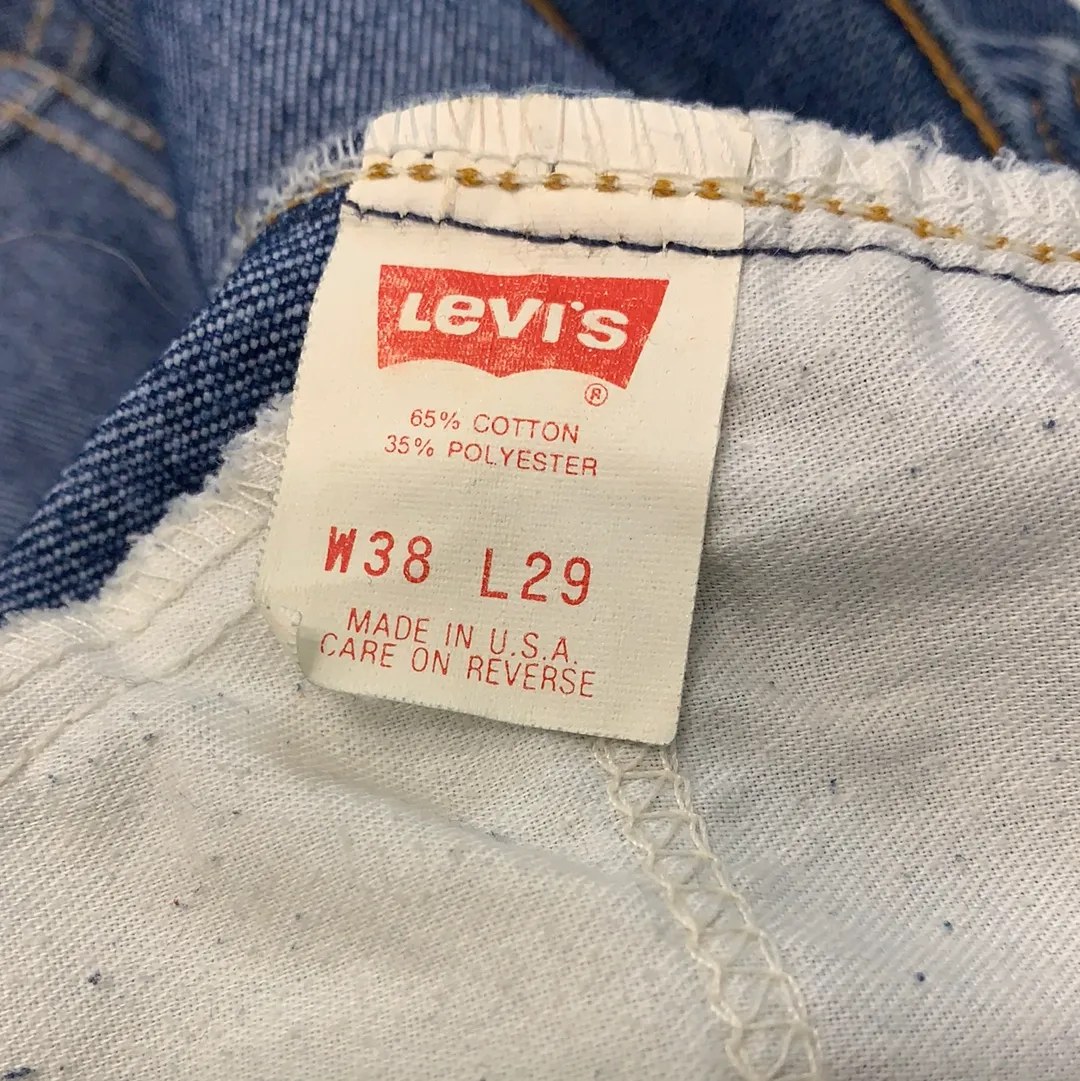 Levi's
®
65% COTTON
35% POLYESTER
W38 L29
MADE IN U.S.A.
CARE ON REVERSE